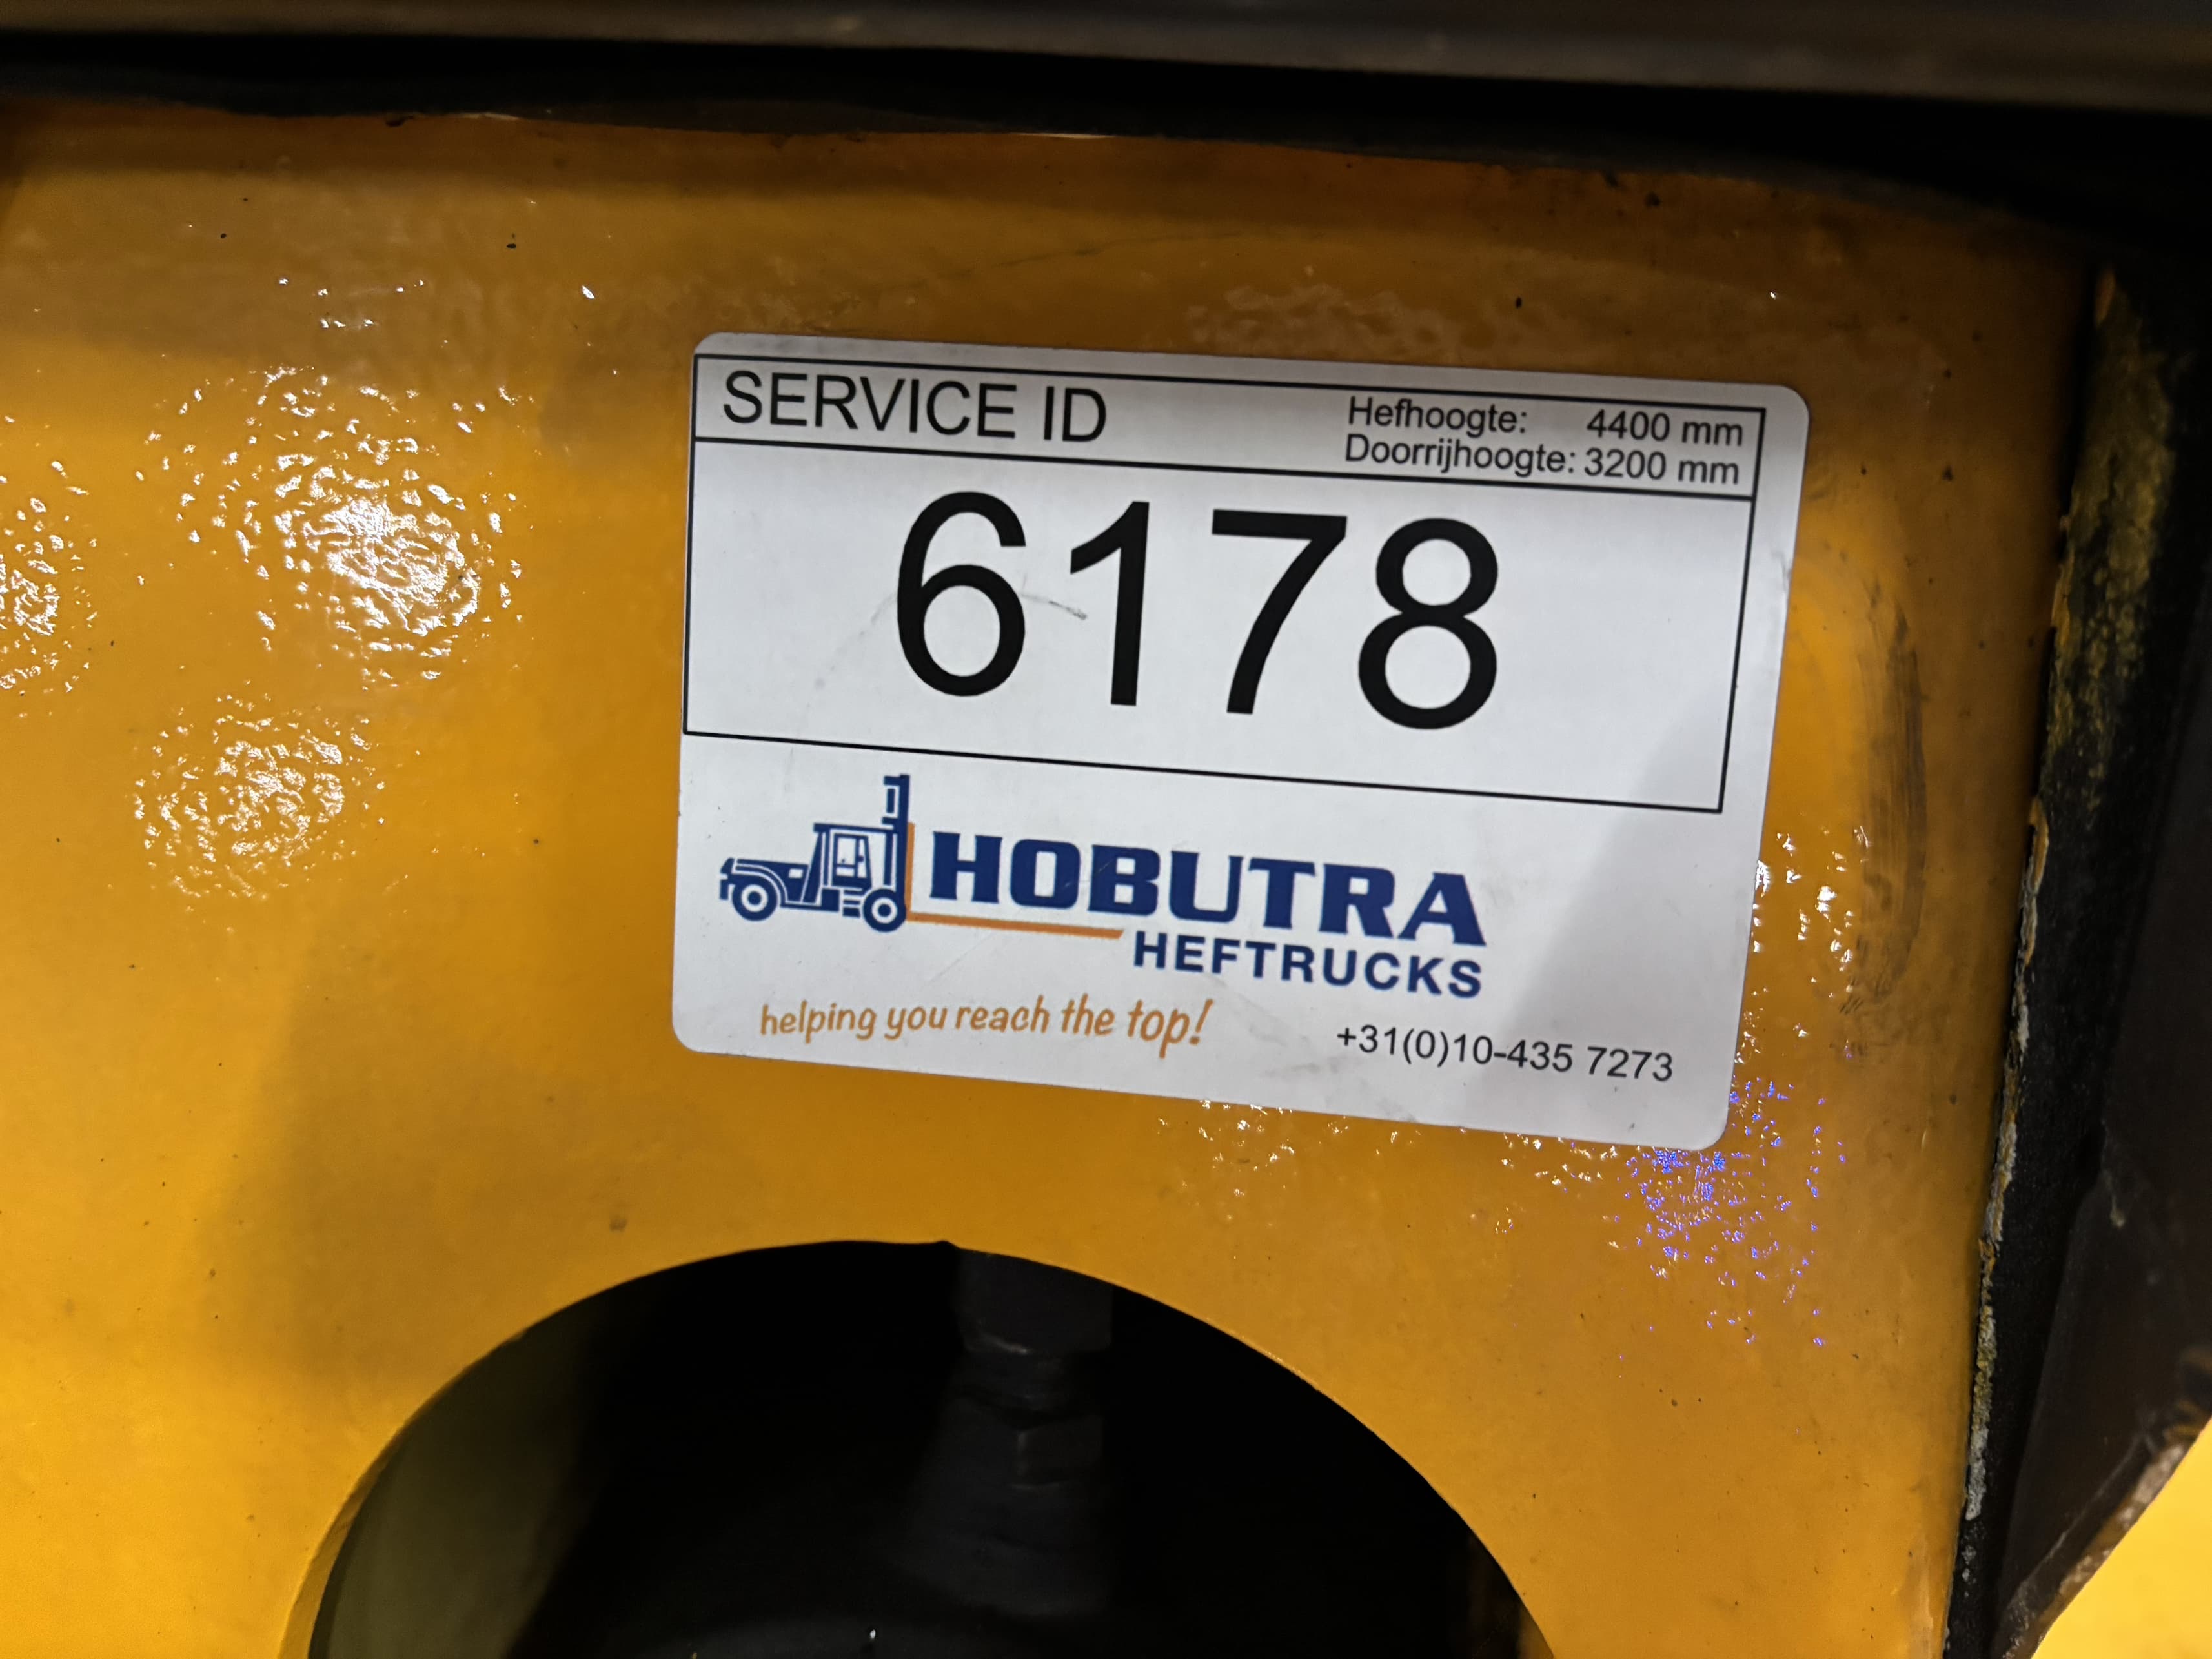 SERVICE ID
Hefhoogte: 4400 mm
Doorrijhoogte: 3200 mm
6178
HOBUTRA
HEFTRUCKS
helping you reach the top!
+31(0)10-435 7273